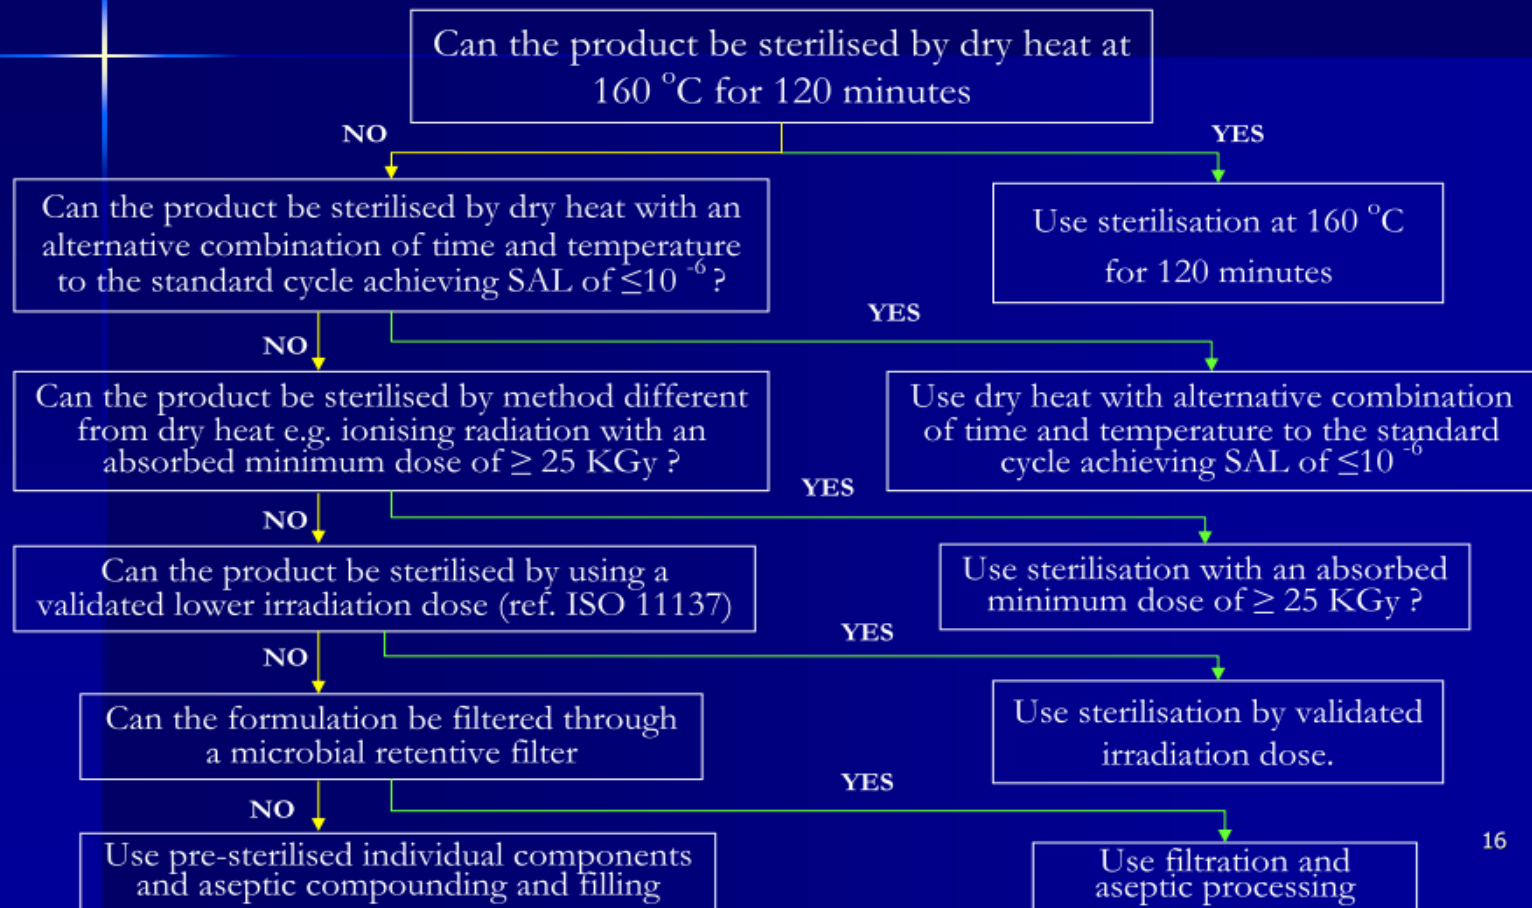 Can the product be sterilised by dry heat at
160 °C for 120 minutes
NO
YES
Can the product be sterilised by dry heat with an
alternative combination of time and temperature
to the standard cycle achieving SAL of ≤10 -6 ?
Use sterilisation at 160 °C
for 120 minutes
YES
NO
Can the product be sterilised by method different
from dry heat e.g. ionising radiation with an
absorbed minimum dose of ≥ 25 KGy ?
Use dry heat with alternative combination
of time and temperature to the standard
cycle achieving SAL of ≤10 -6
YES
NO
Can the product be sterilised by using a
validated lower irradiation dose (ref. ISO 11137)
Use sterilisation with an absorbed
minimum dose of ≥ 25 KGy ?
YES
NO
Can the formulation be filtered through
a microbial retentive filter
Use sterilisation by validated
irradiation dose.
YES
NO
Use pre-sterilised individual components
and aseptic compounding and filling
Use filtration and
aseptic processing
16